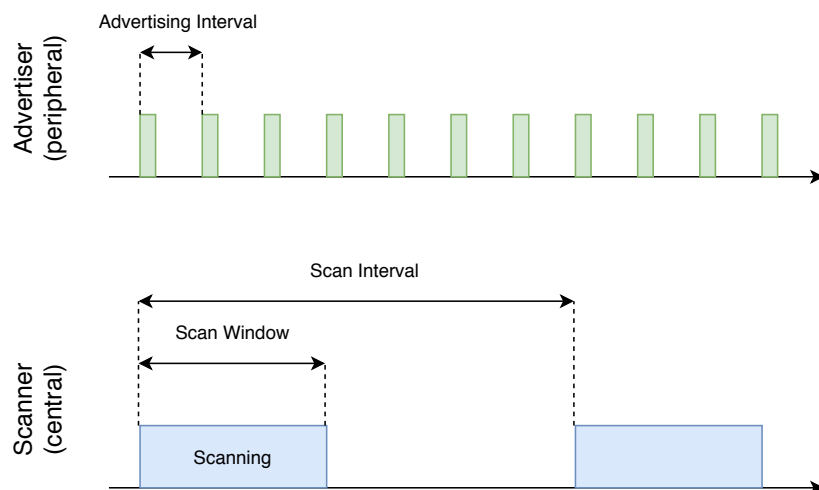 Advertising Interval
Advertiser
(peripheral)
Scan Interval
Scan Window
Scanner
(central)
Scanning